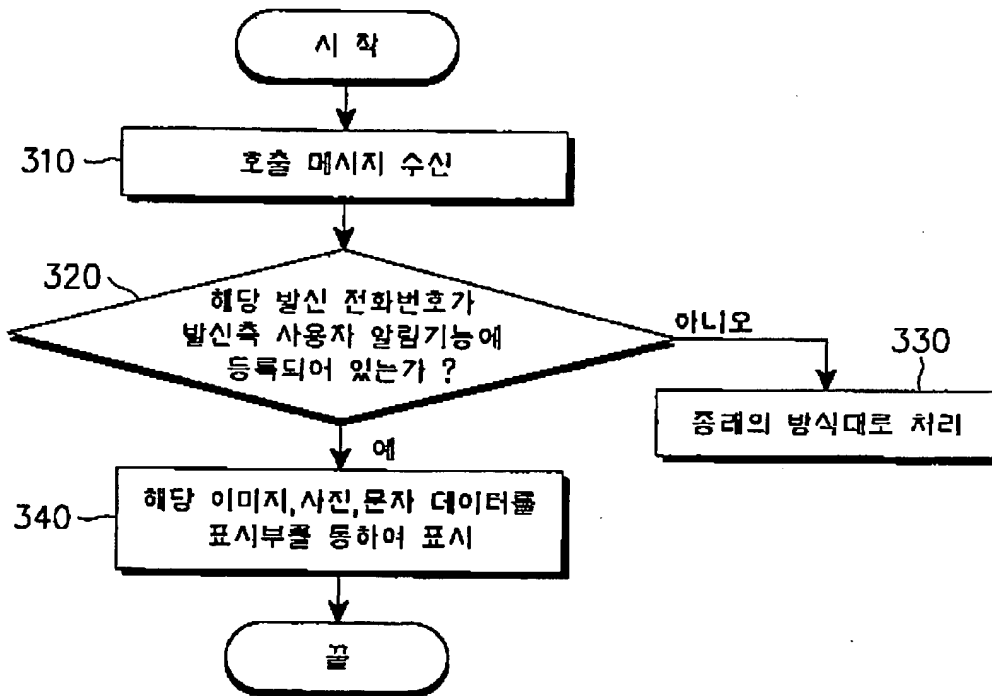 시 작
310
호출 메시지 수신
320
해당 발신 전화번호가
발신측 사용자 알림기능에
등록되어 있는가 ?
아니오
330
종래의 방식대로 처리
예
340
해당 이미지,사진,문자 데이터를
표시부를 통하여 표시
끝